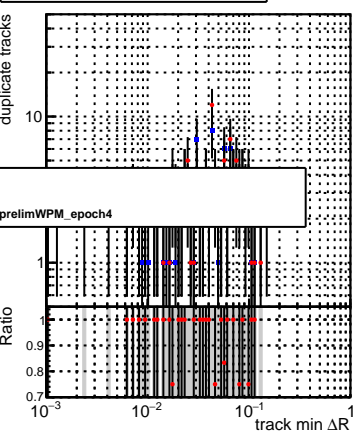 duplicate tracks
10
prelimWPM_epoch4
1
Ratio
1
0.9
0.8
0.7
10−3
10−2
10−1
1
track min ΔR